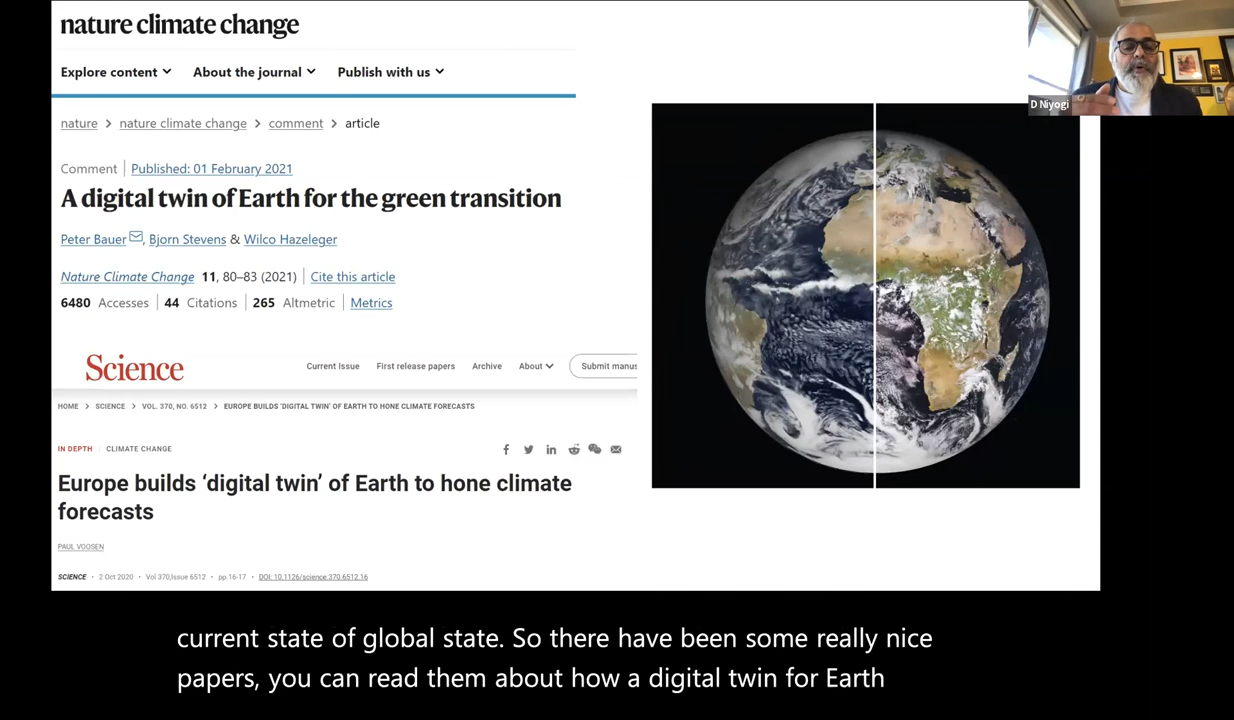 nature climate change
Explore content
About the journal
Publish with us
nature > nature climate change > comment > article
Comment | Published: 01 February 2021
A digital twin of Earth for the green transition
Peter Bauer, Bjorn Stevens & Wilco Hazeleger
Nature Climate Change 11, 80–83 (2021) | Cite this article
6480 Accesses | 44 Citations | 265 Altmetric | Metrics
Science
Current Issue
First release papers
Archive
About
Submit manus
HOME > SCIENCE > VOL. 370, NO. 6512 > EUROPE BUILDS ‘DIGITAL TWIN’ OF EARTH TO HONE CLIMATE FORECASTS
IN DEPTH | CLIMATE CHANGE
Europe builds ‘digital twin’ of Earth to hone climate
forecasts
PAUL VOOSEN
SCIENCE • 2 Oct 2020 • Vol 370, Issue 6512 • pp. 16-17 • DOI: 10.1126/science.370.6512.16
D Niyogi
current state of global state. So there have been some really nice
papers, you can read them about how a digital twin for Earth